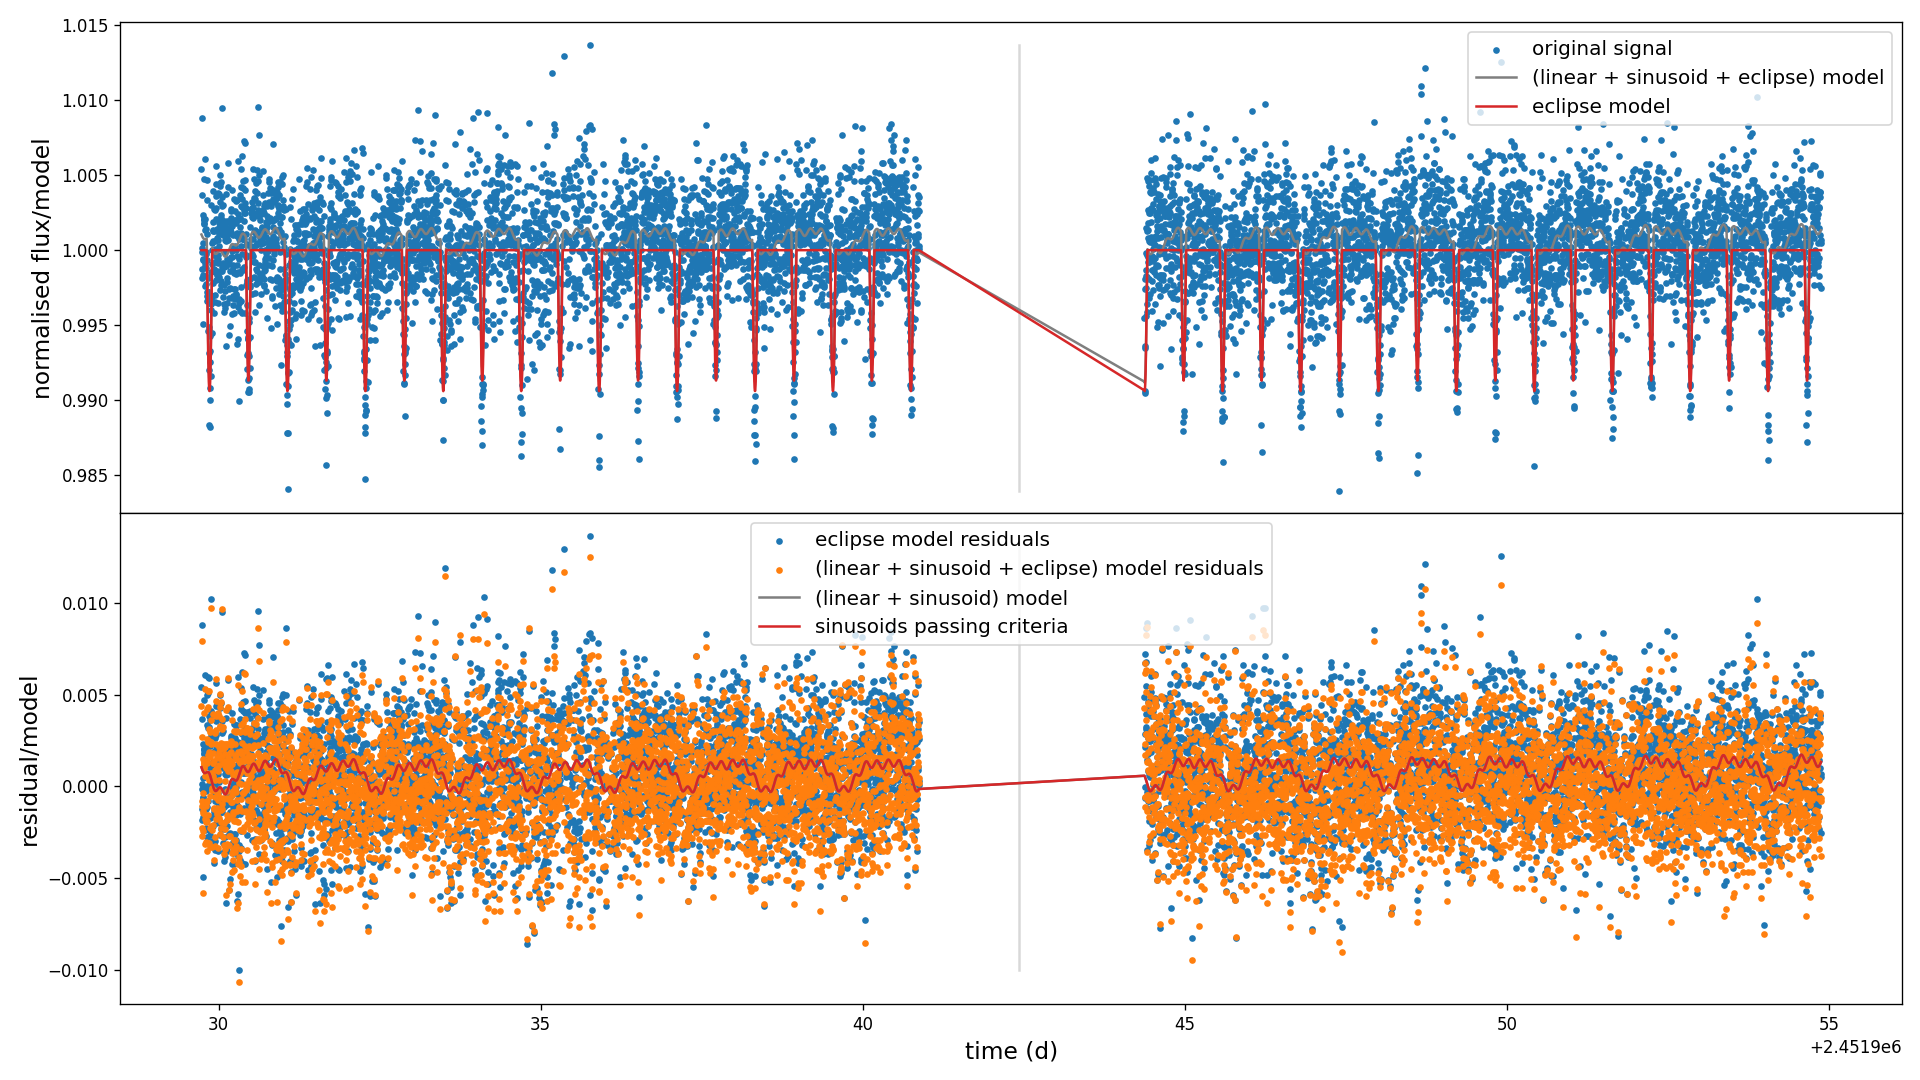 1.015
1.010
1.005
1.000
0.995
0.990
0.985
normalised flux/model
original signal
(linear + sinusoid + eclipse) model
eclipse model
0.010
0.005
0.000
−0.005
−0.010
residual/model
eclipse model residuals
(linear + sinusoid + eclipse) model residuals
(linear + sinusoid) model
sinusoids passing criteria
30 35 40 45 50 55
time (d)
+2.4519e6